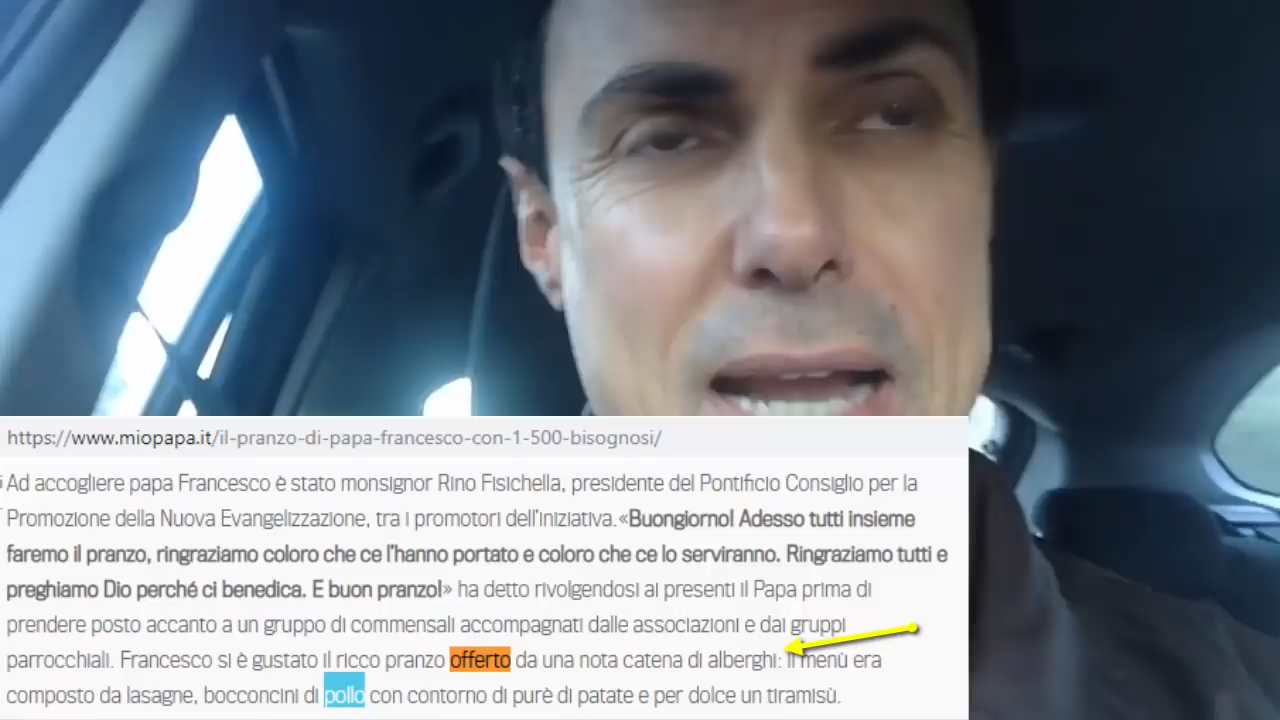 https://www.miopapa.it/il-pranzo-di-papa-francesco-con-1-500-bisognosi/
Ad accogliere papa Francesco è stato monsignor Rino Fisichella, presidente del Pontificio Consiglio per la
Promozione della Nuova Evangelizzazione, tra i promotori dell'iniziativa.«Buongiorno! Adesso tutti insieme
faremo il pranzo, ringraziamo coloro che ce l'hanno portato e coloro che ce lo serviranno. Ringraziamo tutti e
preghiamo Dio perché ci benedica. E buon pranzo!» ha detto rivolgendosi ai presenti il Papa prima di
prendere posto accanto a un gruppo di commensali accompagnati dalle associazioni e dai gruppi
parrocchiali. Francesco si è gustato il ricco pranzo offerto da una nota catena di alberghi: il menù era
composto da lasagne, bocconcini di pollo con contorno di purè di patate e per dolce un tiramisù.